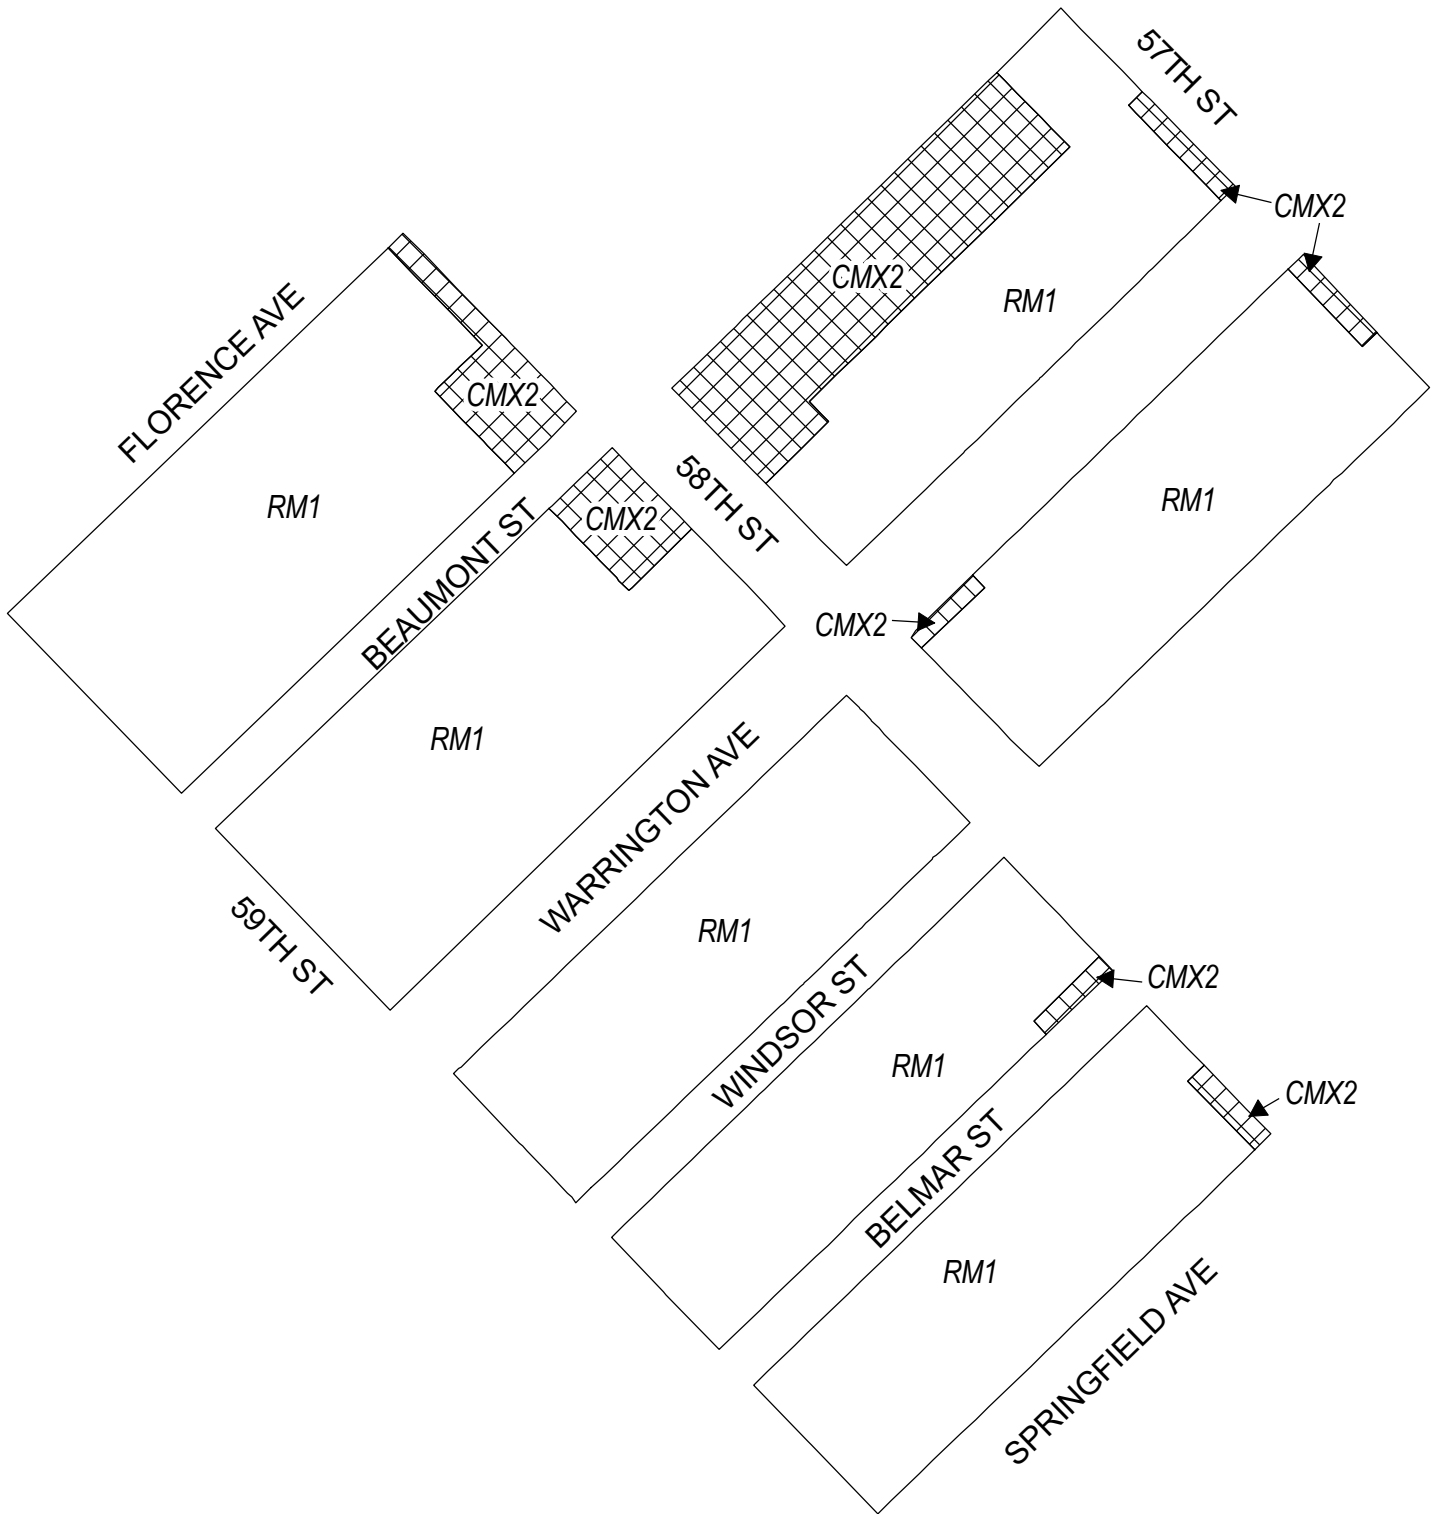 57TH ST
CMX2
CMX2
RM1
FLORENCE AVE
CMX2
RM1
58TH ST
CMX2
RM1
BEAUMONT ST
CMX2
RM1
WARRINGTON AVE
59TH ST
RM1
WINDSOR ST
CMX2
RM1
CMX2
BELMAR ST
RM1
SPRINGFIELD AVE